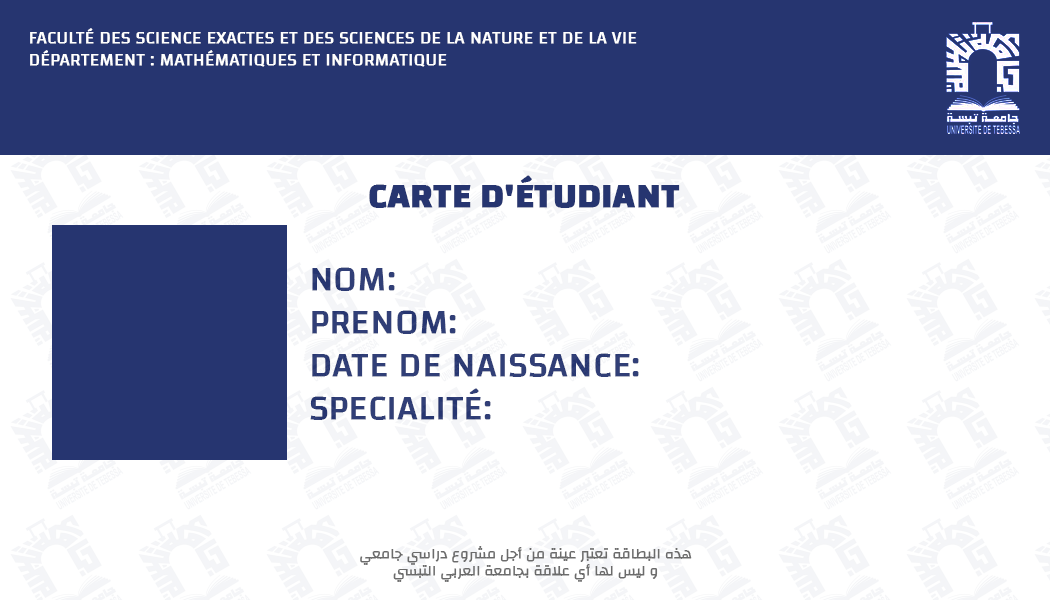 FACULTÉ DES SCIENCE EXACTES ET DES SCIENCES DE LA NATURE ET DE LA VIE
DÉPARTEMENT : MATHÉMATIQUES ET INFORMATIQUE
جامعة تبسة
UNIVERSITE DE TEBESSA
CARTE D'ÉTUDIANT
NOM:
PRENOM:
DATE DE NAISSANCE:
SPECIALITÉ:
هذه البطاقة تعتبر عينة من أجل مشروع دراسي جامعي
و ليس لها أي علاقة بجامعة العربي التبسي